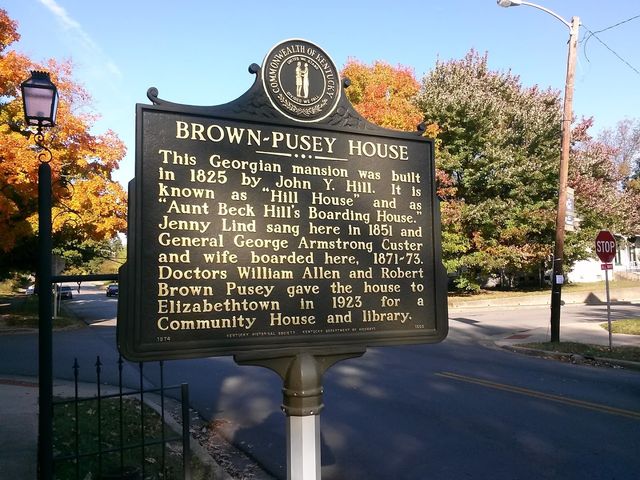 COMMONWEALTH OF KENTUCKY
BROWN-PUSEY HOUSE
This Georgian mansion was built
in 1825 by John Y. Hill. It is
known as "Hill House" and as
"Aunt Beck Hill's Boarding House."
Jenny Lind sang here in 1851 and
General George Armstrong Custer
and wife boarded here, 1871-73.
Doctors William Allen and Robert
Brown Pusey gave the house to
Elizabethtown in 1923 for a
Community House and library.
1974 KENTUCKY HISTORICAL SOCIETY KENTUCKY DEPARTMENT OF HIGHWAYS
STOP